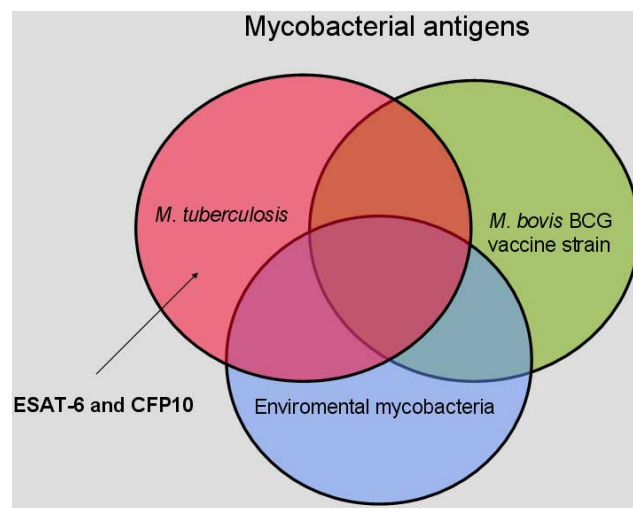 Mycobacterial antigens
M. tuberculosis
M. bovis BCG
vaccine strain
ESAT-6 and CFP10
Enviromental mycobacteria